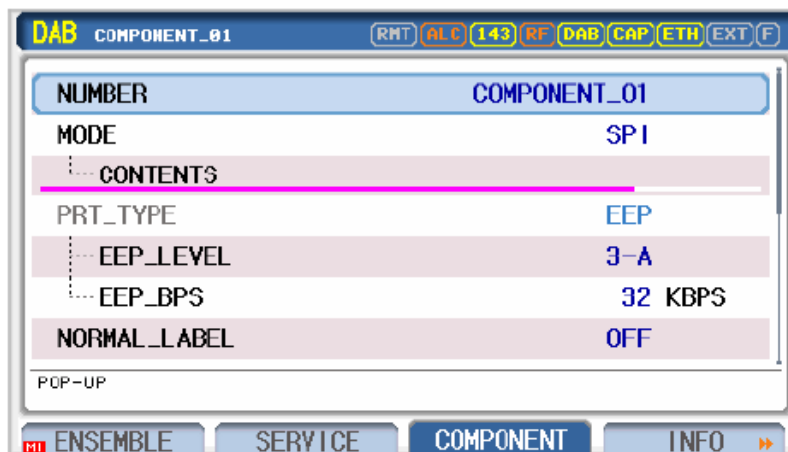 DAB COMPONENT_01 RMT ALC 143 RF DAB CAP ETH EXT F
NUMBER COMPONENT_01
MODE SPI
CONTENTS
PRT_TYPE EEP
EEP_LEVEL 3-A
EEP_BPS 32 KBPS
NORMAL_LABEL OFF
POP-UP
ENSEMBLE SERVICE COMPONENT INFO